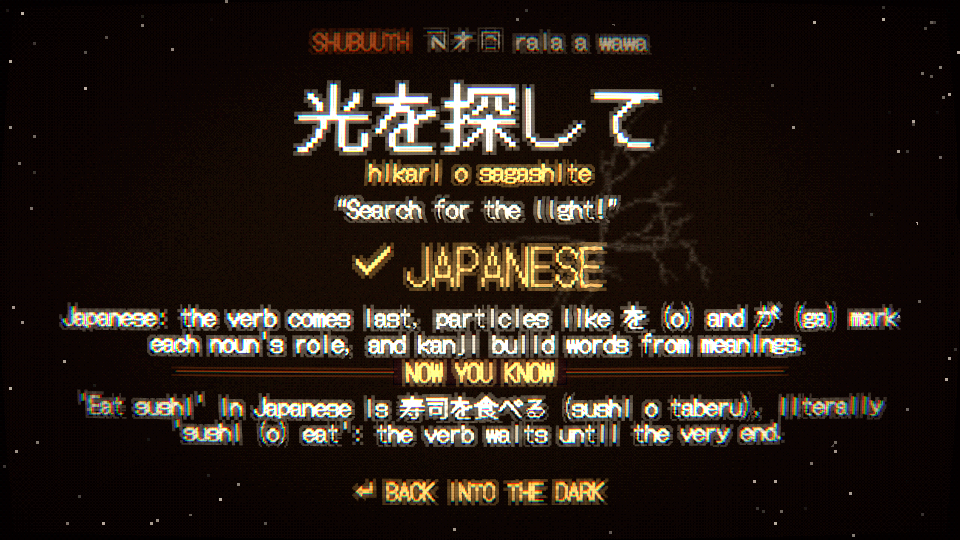 SHUBUUTH rala a wawa
光を探して
hikari o sagashite
"Search for the light!"
✓ JAPANESE
Japanese: the verb comes last, particles like を (o) and が (ga) mark
each noun's role, and kanji build words from meanings.
NOW YOU KNOW
'Eat sushi' in Japanese is 寿司を食べる (sushi o taberu), literally
'sushi (o) eat': the verb waits until the very end.
↵ BACK INTO THE DARK